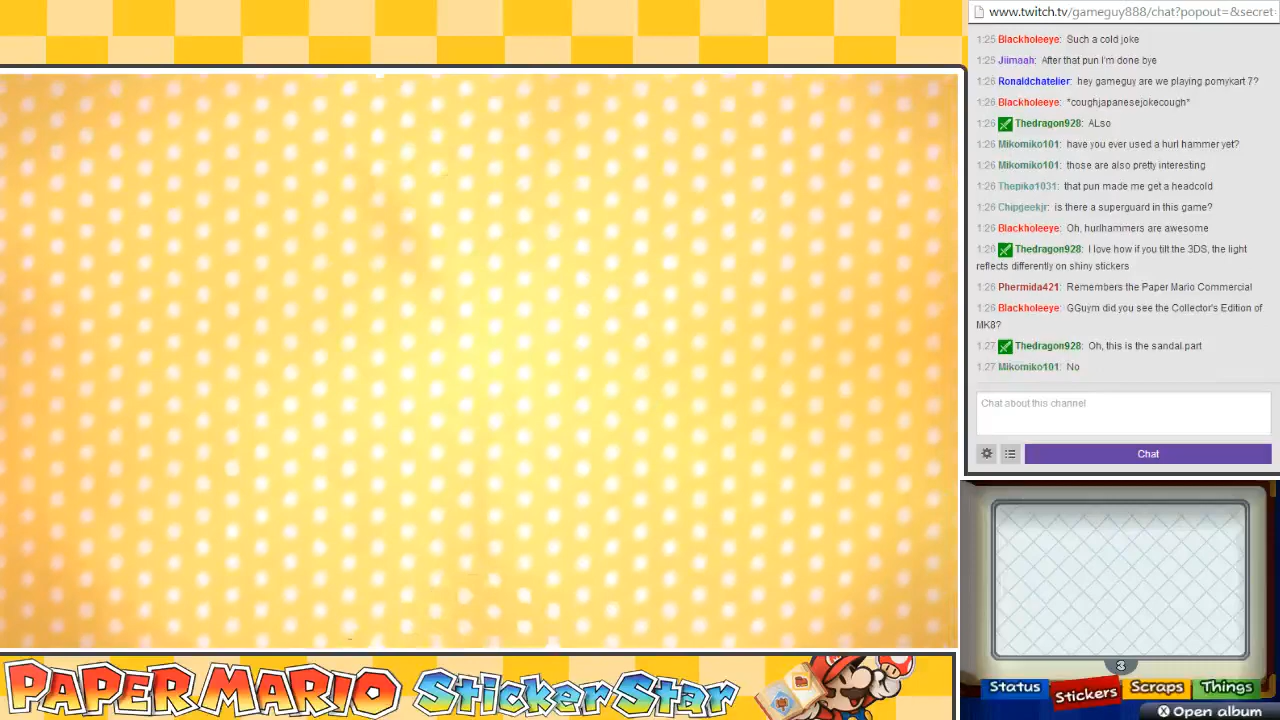 www.twitch.tv/gameguy888/chat?popout=&secret
1:25 Blackholeeye: Such a cold joke
1:25 Jiimaah: After that pun I'm done bye
1:26 Ronaldchatelier: hey gameguy are we playing pomykart 7?
1:26 Blackholeeye: *coughjapanesejokecough*
1:26 Thedragon928: ALso
1:26 Mikomiko101: have you ever used a hurl hammer yet?
1:26 Mikomiko101: those are also pretty interesting
1:26 Thepika1031: that pun made me get a headcold
1:26 Chipgeekjr: is there a superguard in this game?
1:26 Blackholeeye: Oh, hurlhammers are awesome
1:26 Thedragon928: I love how if you tilt the 3DS, the light
reflects differently on shiny stickers
1:26 Phermida421: Remembers the Paper Mario Commercial
1:26 Blackholeeye: GGuym did you see the Collector's Edition of
MK8?
1:27 Thedragon928: Oh, this is the sandal part
1:27 Mikomiko101: No
Chat about this channel
Chat
3
Status Stickers Scraps Things
X Open album
PAPER MARIO Sticker Star